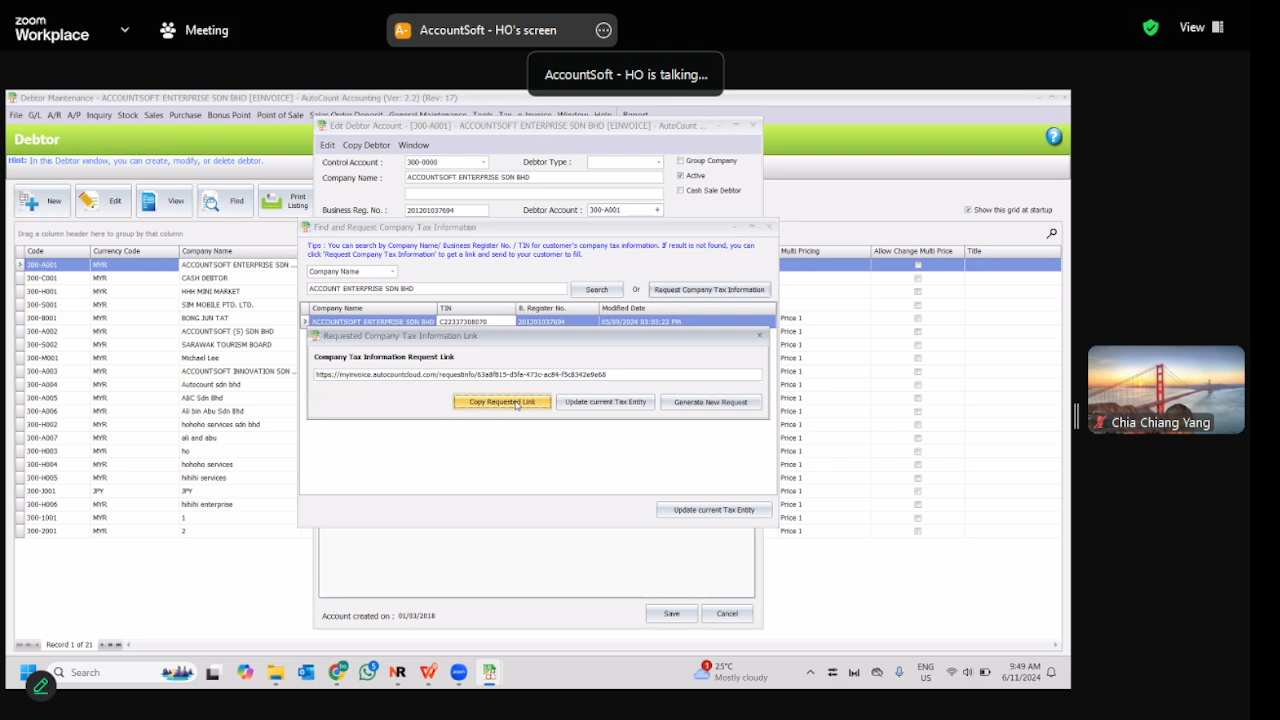 zoom
Workplace
Meeting
A-
AccountSoft - HO's screen
View
AccountSoft - HO is talking...
Debtor Maintenance - ACCOUNTSOFT ENTERPRISE SDN BHD [EINVOICE] - AutoCount Accounting (Ver: 2.2) (Rev: 17)
File G/L A/R A/P Inquiry Stock Sales Purchase Bonus Point Point of Sale Sales Order Deposit General Maintenance Tools Tax e-Invoice Window Help Report
Debtor
Hint: In this Debtor window, you can create, modify, or delete debtor.
New
Edit
View
Find
Print Listing
Show this grid at startup
Drag a column header here to group by that column
Code Currency Code Company Name Multi Pricing Allow Change Multi Price Title
300-A001 MYR ACCOUNTSOFT ENTERPRISE SDN ...
300-C001 MYR CASH DEBTOR
300-H001 MYR HHH MINI MARKET
300-S001 MYR SIM MOBILE PTD. LTD.
300-B001 MYR BONG JUN TAT Price 1
300-A002 MYR ACCOUNTSOFT (S) SDN BHD Price 1
300-S002 MYR SARAWAK TOURISM BOARD Price 1
300-M001 MYR Michael Lee Price 1
300-A003 MYR ACCOUNTSOFT INNOVATION SDN ... Price 1
300-A004 MYR Autocount sdn bhd Price 1
300-A005 MYR ABC Sdn Bhd Price 1
300-A006 MYR Ali bin Abu Sdn Bhd Price 1
300-H002 MYR hohoho services sdn bhd Price 1
300-A007 MYR ali and abu Price 1
300-H003 MYR ho Price 1
300-H004 MYR hohoho services Price 1
300-H005 MYR hihihi services Price 1
300-J001 JPY JPY Price 1
300-H006 MYR hihihi enterprise Price 1
300-1001 MYR 1 Price 1
300-2001 MYR 2 Price 1
Record 1 of 21
Edit Debtor Account - [300-A001] - ACCOUNTSOFT ENTERPRISE SDN BHD [EINVOICE] - AutoCount ...
Edit Copy Debtor Window
Control Account : 300-0000 Debtor Type : Group Company
Company Name : ACCOUNTSOFT ENTERPRISE SDN BHD Active
Cash Sale Debtor
Business Reg. No. : 201201037694 Debtor Account : 300-A001
Find and Request Company Tax Information
Tips : You can search by Company Name/ Business Register No. / TIN for customer's company tax information. If result is not found, you can
click 'Request Company Tax Information' to get a link and send to your customer to fill.
Company Name
ACCOUNT ENTERPRISE SDN BHD Search Or Request Company Tax Information
Company Name TIN B. Register No. Modified Date
ACCOUNTSOFT ENTERPRISE SDN BHD C22337308070 201201037694 05/09/2024 03:03:22 PM
Requested Company Tax Information Link
Company Tax Information Request Link
https://myinvoice.autocountcloud.com/requestinfo/63a8f815-d5fa-473c-ac84-f5c8342e9e68
Copy Requested Link Update current Tax Entity Generate New Request
Update current Tax Entity
Account created on : 01/03/2018 Save Cancel
Chia Chiang Yang
Search
25°C
Mostly cloudy
ENG
US
9:49 AM
6/11/2024